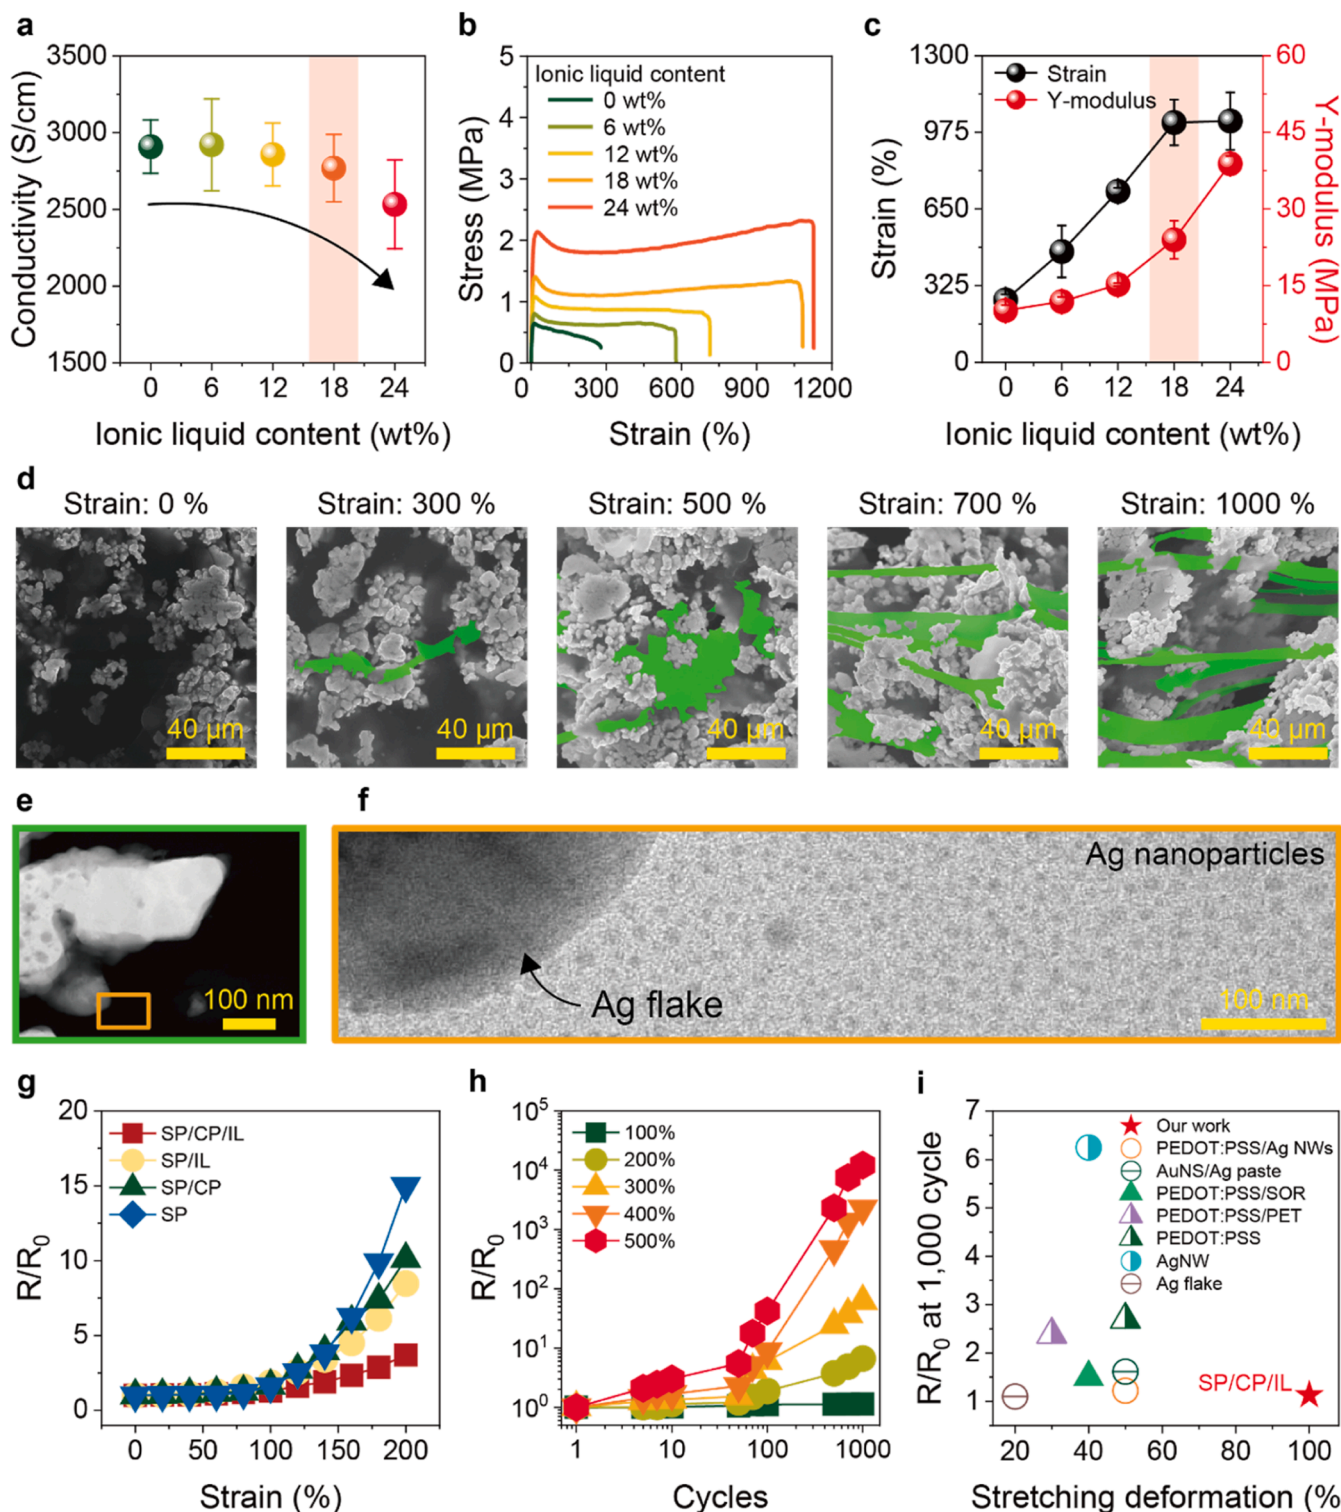 a
3500
3000
2500
2000
1500
Conductivity (S/cm)
0 6 12 18 24
Ionic liquid content (wt%)
b
5
4
3
2
1
0
Stress (MPa)
Ionic liquid content
0 wt%
6 wt%
12 wt%
18 wt%
24 wt%
0 300 600 900 1200
Strain (%)
c
1300
975
650
325
0
Strain (%)
Strain
Y-modulus
60
45
30
15
0
Y-modulus (MPa)
0 6 12 18 24
Ionic liquid content (wt%)
d
Strain: 0 %
Strain: 300 %
Strain: 500 %
Strain: 700 %
Strain: 1000 %
40 µm
40 µm
40 µm
40 µm
40 µm
e
100 nm
f
Ag nanoparticles
Ag flake
100 nm
g
20
15
10
5
0
R/R0
SP/CP/IL
SP/IL
SP/CP
SP
0 50 100 150 200
Strain (%)
h
10^5
10^4
10^3
10^2
10^1
10^0
R/R0
100%
200%
300%
400%
500%
1 10 100 1000
Cycles
i
7
6
5
4
3
2
1
R/R0 at 1,000 cycle
Our work
PEDOT:PSS/Ag NWs
AuNS/Ag paste
PEDOT:PSS/SOR
PEDOT:PSS/PET
PEDOT:PSS
AgNW
Ag flake
SP/CP/IL
20 40 60 80 100
Stretching deformation (%